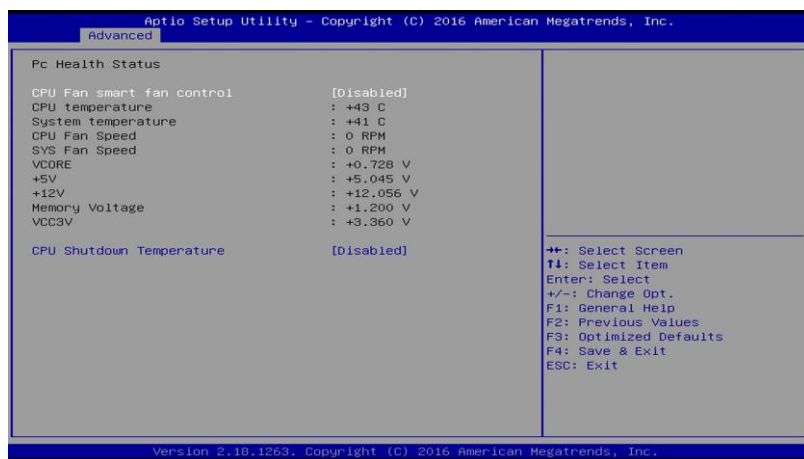 Aptio Setup Utility – Copyright (C) 2016 American Megatrends, Inc.
Advanced
Pc Health Status
CPU Fan smart fan control [Disabled]
CPU temperature : +43 C
System temperature : +41 C
CPU Fan Speed : 0 RPM
SYS Fan Speed : 0 RPM
VCORE : +0.728 V
+5V : +5.045 V
+12V : +12.056 V
Memory Voltage : +1.200 V
VCC3V : +3.360 V
CPU Shutdown Temperature [Disabled]
→←: Select Screen
↑↓: Select Item
Enter: Select
+/-: Change Opt.
F1: General Help
F2: Previous Values
F3: Optimized Defaults
F4: Save & Exit
ESC: Exit
Version 2.18.1263. Copyright (C) 2016 American Megatrends, Inc.